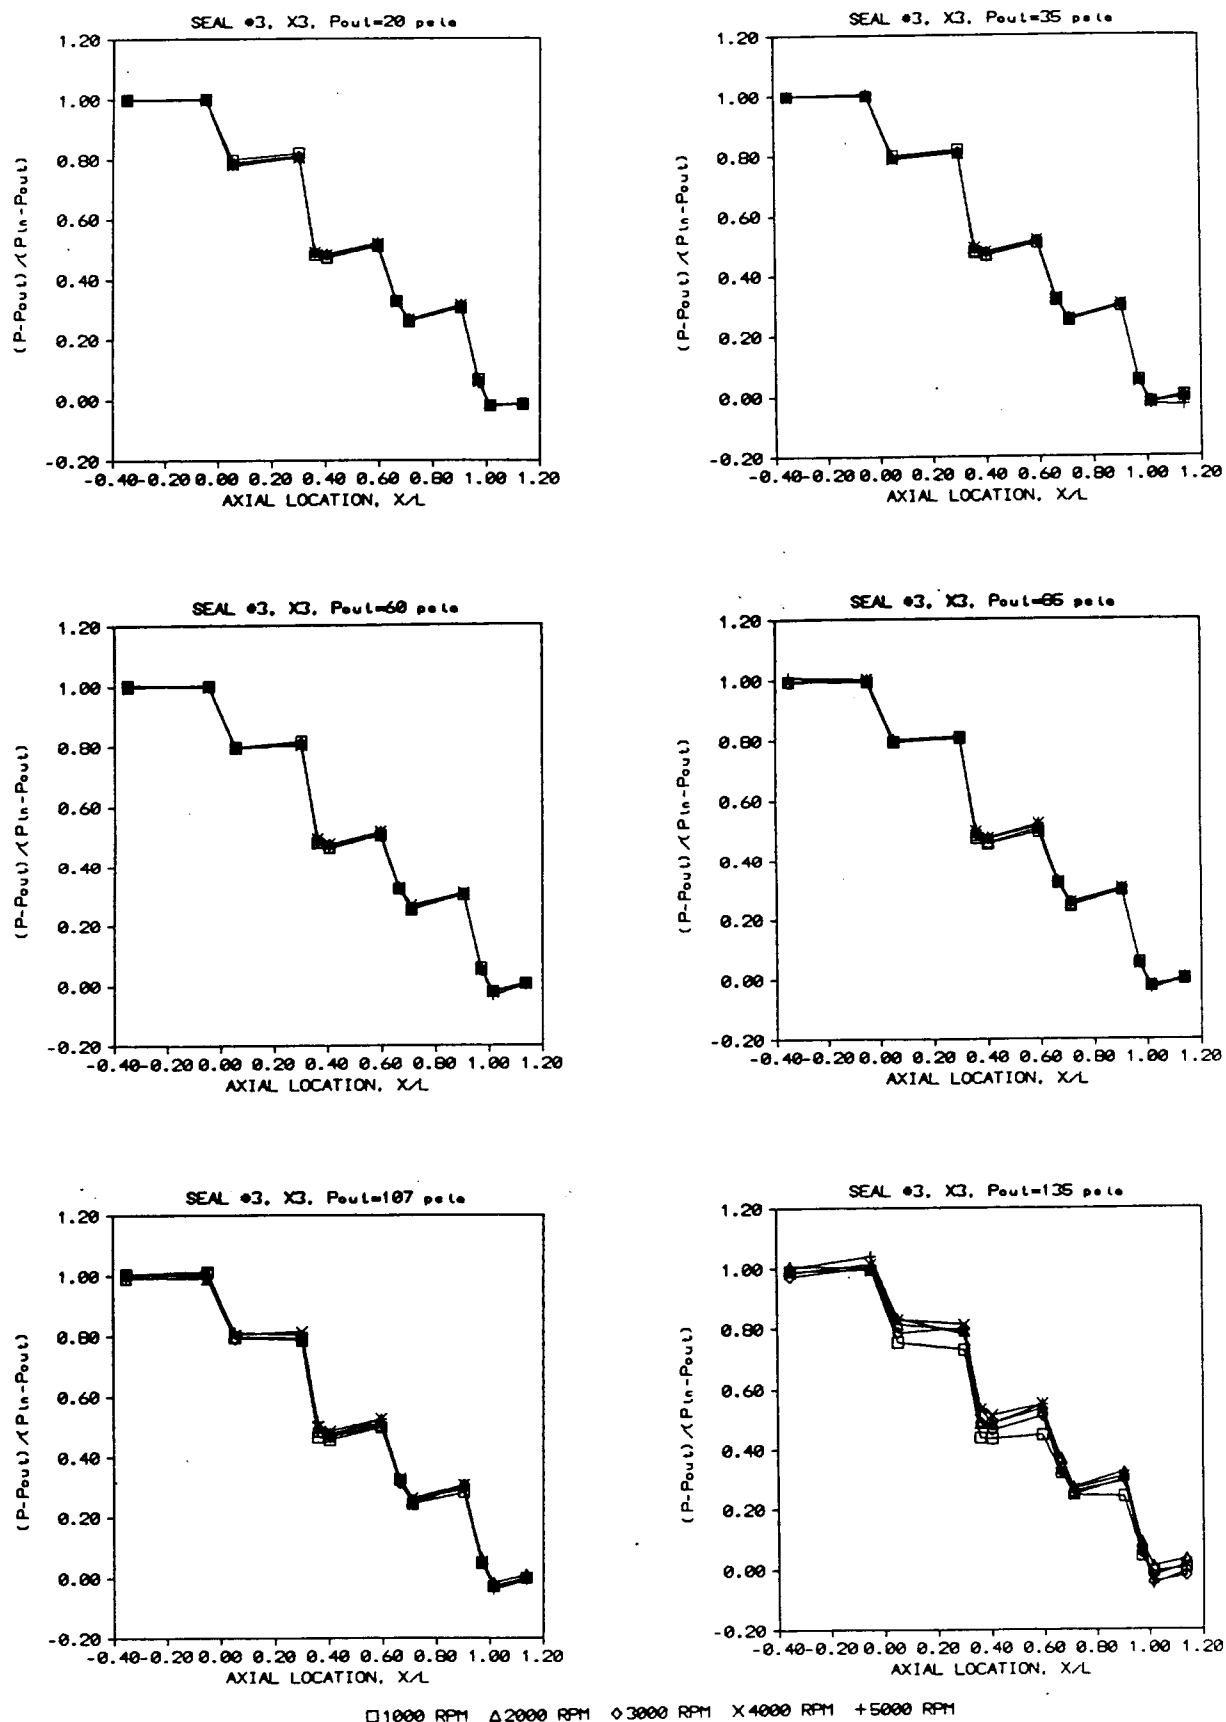 SEAL #3, X3, Pout=20 psia
1.20
1.00
0.80
0.60
0.40
0.20
0.00
-0.20
(P-Pout)/(Pin-Pout)
-0.40 -0.20 0.00 0.20 0.40 0.60 0.80 1.00 1.20
AXIAL LOCATION, X/L
SEAL #3, X3, Pout=35 psia
1.20
1.00
0.80
0.60
0.40
0.20
0.00
-0.20
(P-Pout)/(Pin-Pout)
-0.40 -0.20 0.00 0.20 0.40 0.60 0.80 1.00 1.20
AXIAL LOCATION, X/L
SEAL #3, X3, Pout=60 psia
1.20
1.00
0.80
0.60
0.40
0.20
0.00
-0.20
(P-Pout)/(Pin-Pout)
-0.40 -0.20 0.00 0.20 0.40 0.60 0.80 1.00 1.20
AXIAL LOCATION, X/L
SEAL #3, X3, Pout=85 psia
1.20
1.00
0.80
0.60
0.40
0.20
0.00
-0.20
(P-Pout)/(Pin-Pout)
-0.40 -0.20 0.00 0.20 0.40 0.60 0.80 1.00 1.20
AXIAL LOCATION, X/L
SEAL #3, X3, Pout=107 psia
1.20
1.00
0.80
0.60
0.40
0.20
0.00
-0.20
(P-Pout)/(Pin-Pout)
-0.40 -0.20 0.00 0.20 0.40 0.60 0.80 1.00 1.20
AXIAL LOCATION, X/L
SEAL #3, X3, Pout=135 psia
1.20
1.00
0.80
0.60
0.40
0.20
0.00
-0.20
(P-Pout)/(Pin-Pout)
-0.40 -0.20 0.00 0.20 0.40 0.60 0.80 1.00 1.20
AXIAL LOCATION, X/L
□1000 RPM △2000 RPM ◇3000 RPM ×4000 RPM +5000 RPM